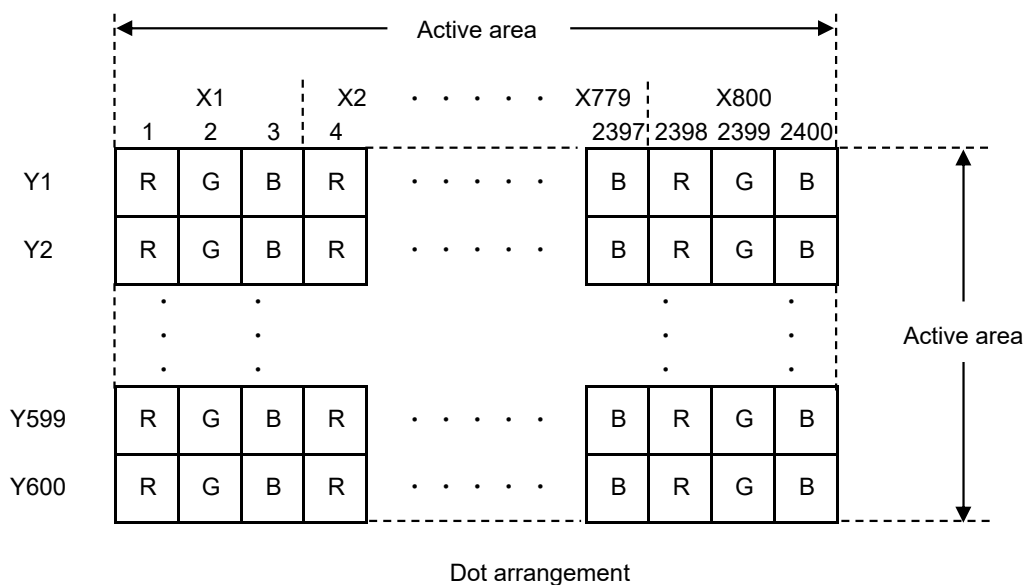 Active area
X1 X2 · · · · · X779 X800
1 2 3 4 2397 2398 2399 2400
Y1 R G B R · · · · · B R G B
Y2 R G B R · · · · · B R G B
Active area
Y599 R G B R · · · · · B R G B
Y600 R G B R · · · · · B R G B
Dot arrangement